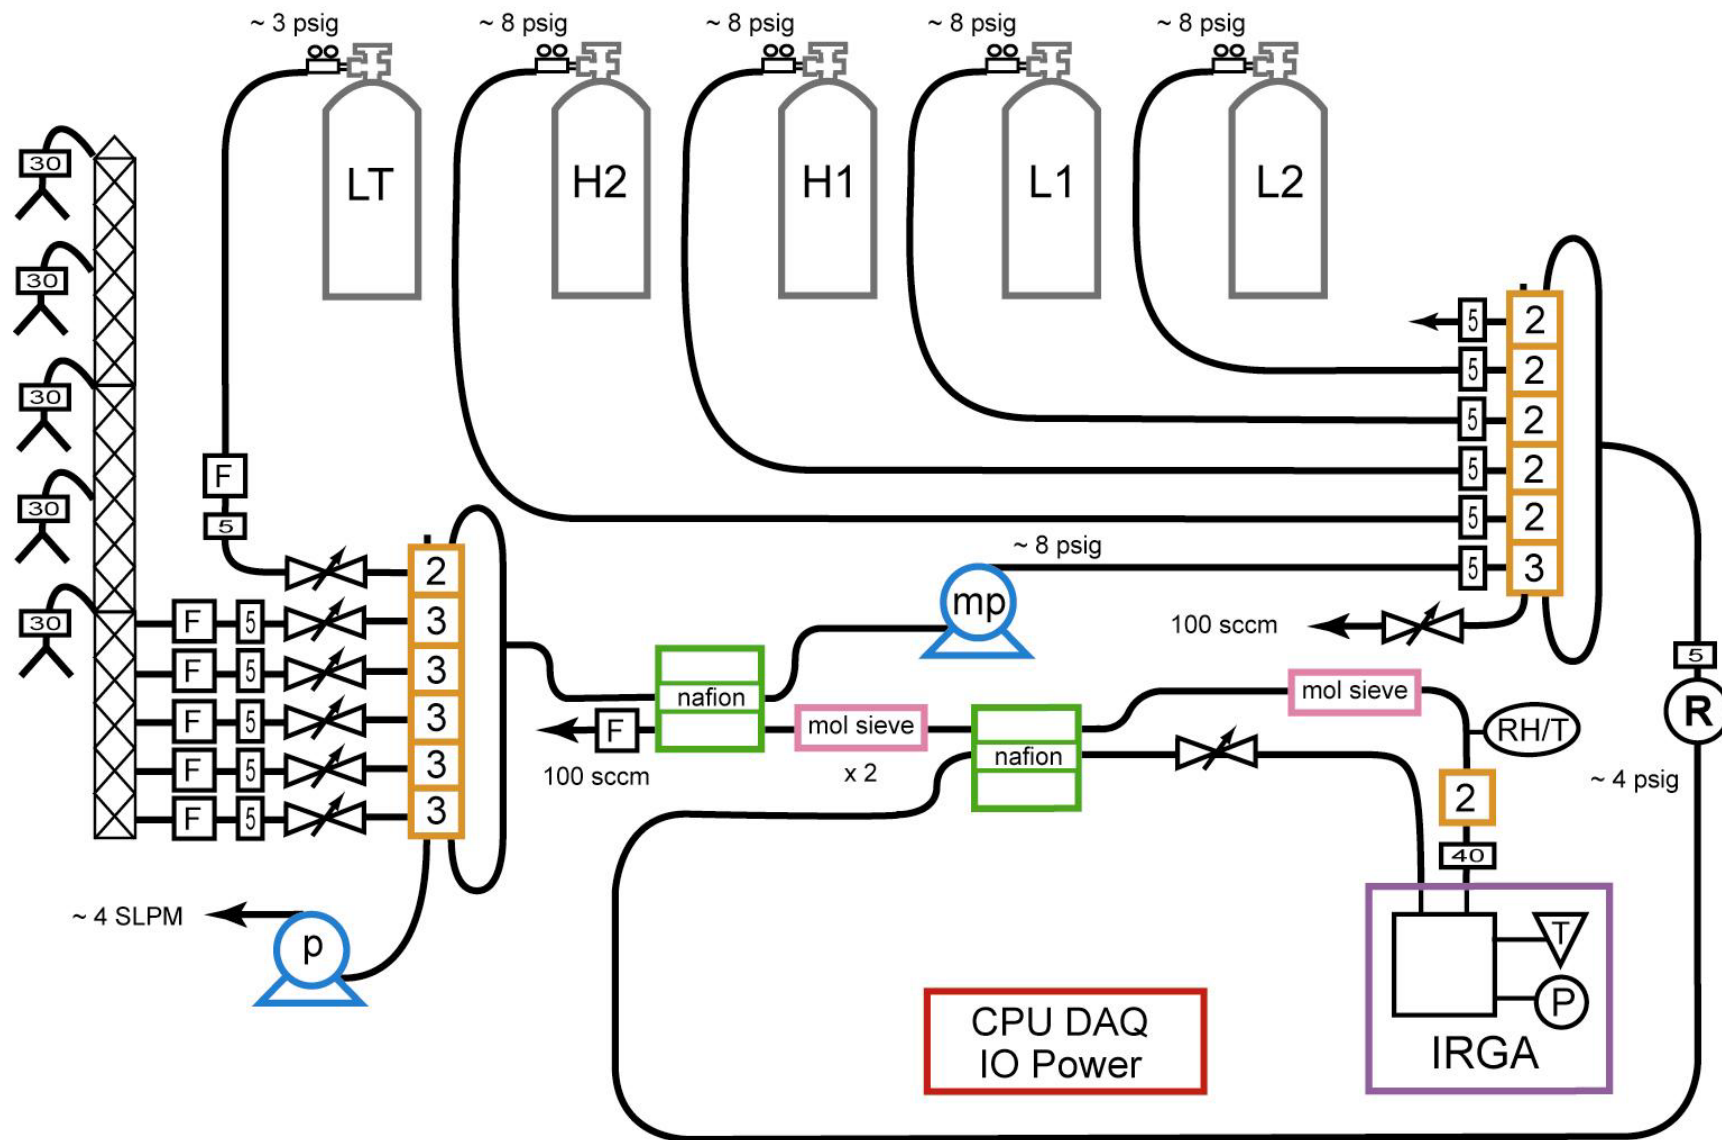 ~ 3 psig
~ 8 psig
~ 8 psig
~ 8 psig
~ 8 psig
LT
H2
H1
L1
L2
30
30
30
30
30
F
5
2
F 5 3
F 5 3
F 5 3
F 5 3
F 5 3
5 2
5 2
5 2
5 2
5 2
5 3
~ 8 psig
mp
100 sccm
5
R
~ 4 psig
nafion
F
100 sccm
mol sieve
x 2
nafion
mol sieve
RH/T
2
40
T
P
IRGA
~ 4 SLPM
p
CPU DAQ
IO Power